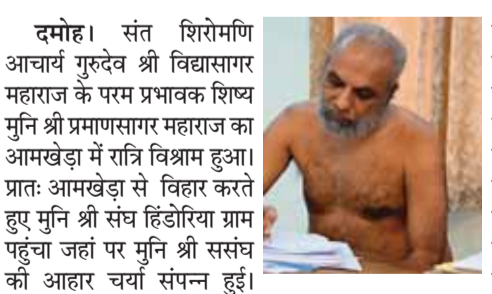 दमोह। संत शिरोमणि
आचार्य गुरुदेव श्री विद्यासागर
महाराज के परम प्रभावक शिष्य
मुनि श्री प्रमाणसागर महाराज का
आमखेड़ा में रात्रि विश्राम हुआ।
प्रातः आमखेड़ा से विहार करते
हुए मुनि श्री संघ हिंडोरिया ग्राम
पहुंचा जहां पर मुनि श्री ससंघ
की आहार चर्या संपन्न हुई।